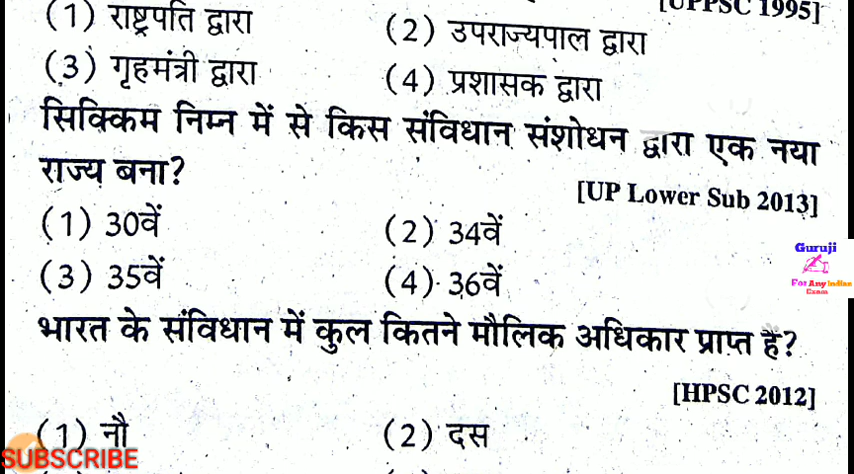 [UPPSC 1995]
(1) राष्ट्रपति द्वारा (2) उपराज्यपाल द्वारा
(3) गृहमंत्री द्वारा (4) प्रशासक द्वारा
सिक्किम निम्न में से किस संविधान संशोधन द्वारा एक नया
राज्य बना?
[UP Lower Sub 2013]
(1) 30वें (2) 34वें
(3) 35वें (4) 36वें
Guruji
For Any Indian
Exam
भारत के संविधान में कुल कितने मौलिक अधिकार प्राप्त हैं?
[HPSC 2012]
(1) नौ (2) दस
SUBSCRIBE